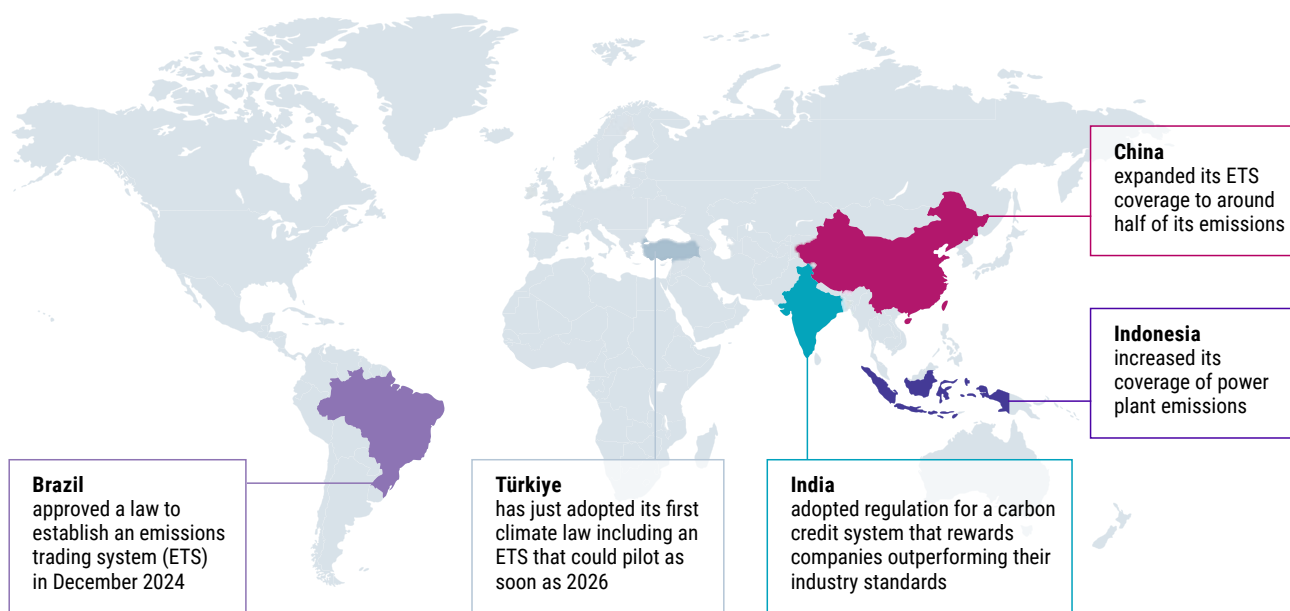 China
expanded its ETS
coverage to around
half of its emissions
Indonesia
increased its
coverage of power
plant emissions
Brazil
approved a law to
establish an emissions
trading system (ETS)
in December 2024
Türkiye
has just adopted its first
climate law including an
ETS that could pilot as
soon as 2026
India
adopted regulation for a carbon
credit system that rewards
companies outperforming their
industry standards